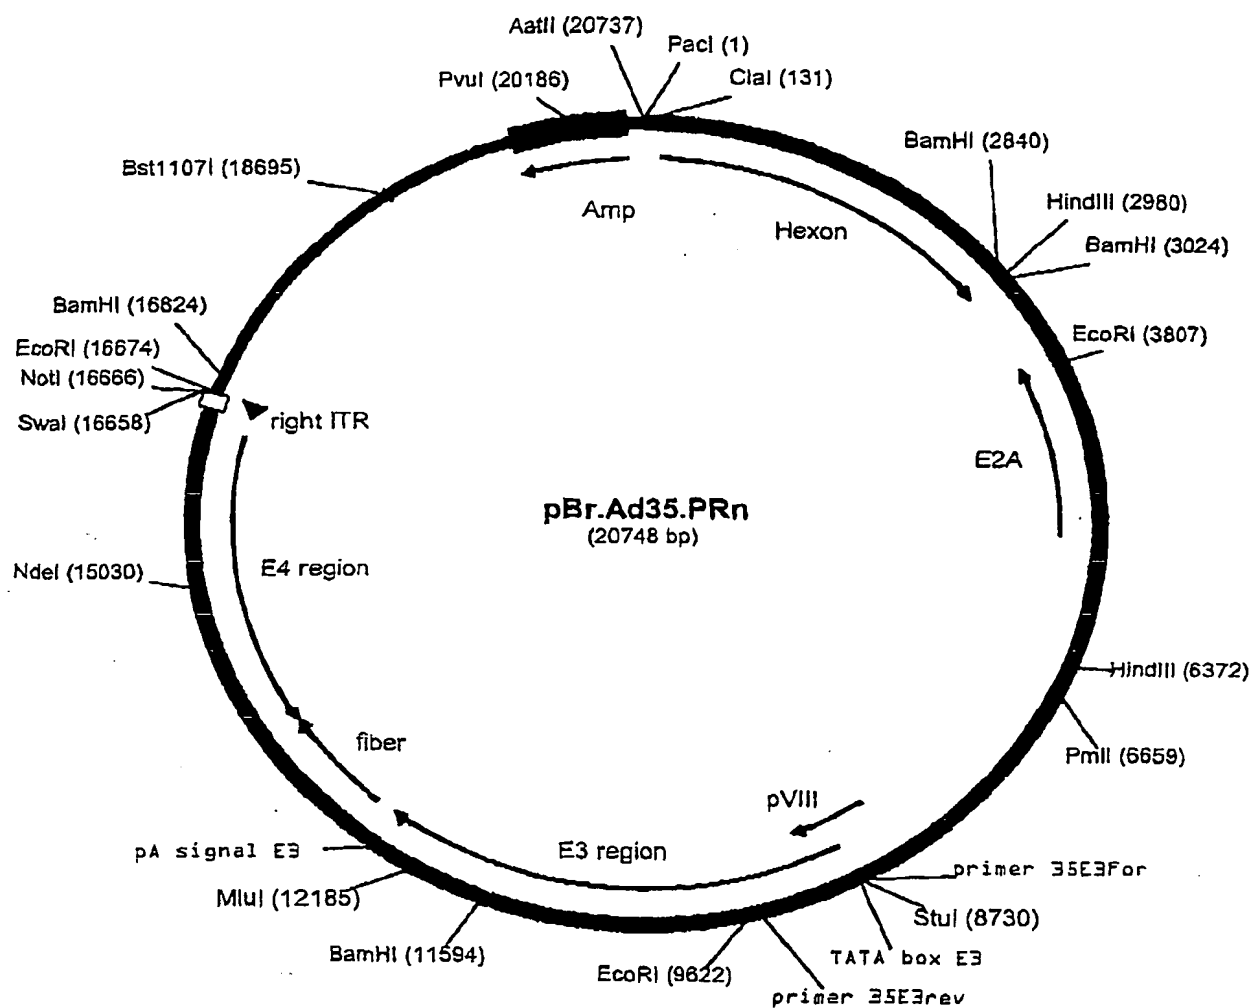 AatII (20737)
PacI (1)
PvuI (20186)
ClaI (131)
BamHI (2840)
Bst1107I (18695)
HindIII (2980)
Amp
Hexon
BamHI (3024)
BamHI (16824)
EcoRI (3807)
EcoRI (16674)
NotI (16666)
SwaI (16658)
right ITR
E2A
pBr.Ad35.PRn
(20748 bp)
NdeI (15030)
E4 region
HindIII (6372)
fiber
PmlI (6659)
pVIII
pA signal E3
E3 region
primer 35E3For
MluI (12185)
StuI (8730)
BamHI (11594)
TATA box E3
EcoRI (9622)
primer 35E3rev